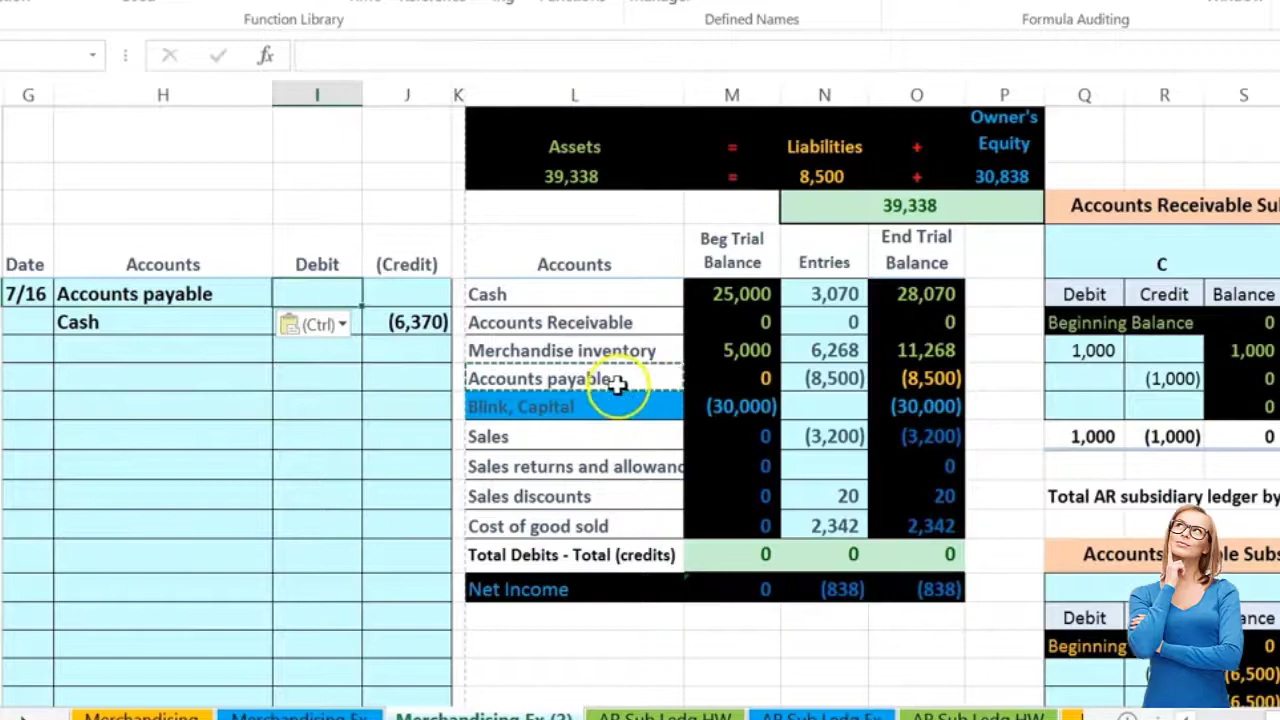 Function Library
Defined Names
Formula Auditing
fx
G H I J K L M N O P Q R S
Owner's
Equity
Assets = Liabilities +
39,338 = 8,500 + 30,838
39,338
Accounts Receivable Su
Date Accounts Debit (Credit)
Accounts
Beg Trial
Balance
Entries
End Trial
Balance
C
7/16 Accounts payable
Cash (6,370)
(Ctrl)
Cash 25,000 3,070 28,070
Accounts Receivable 0 0 0
Merchandise inventory 5,000 6,268 11,268
Accounts payable 0 (8,500) (8,500)
Blink, Capital (30,000) (30,000)
Sales 0 (3,200) (3,200)
Sales returns and allowanc 0 0
Sales discounts 0 20 20
Cost of good sold 0 2,342 2,342
Total Debits - Total (credits) 0 0 0
Net Income 0 (838) (838)
Debit Credit Balance
Beginning Balance 0
1,000 1,000
(1,000) 0
0
1,000 (1,000) 0
Total AR subsidiary ledger by
Accounts le Subs
Debit ance
Beginning 0
(6,500)
(6,500)
Merchandising
Merchandising Ex
Merchandising Ex (2)
AR Sub Ledg HW
AR Sub Ledg Ex
AR Sub Ledg HW